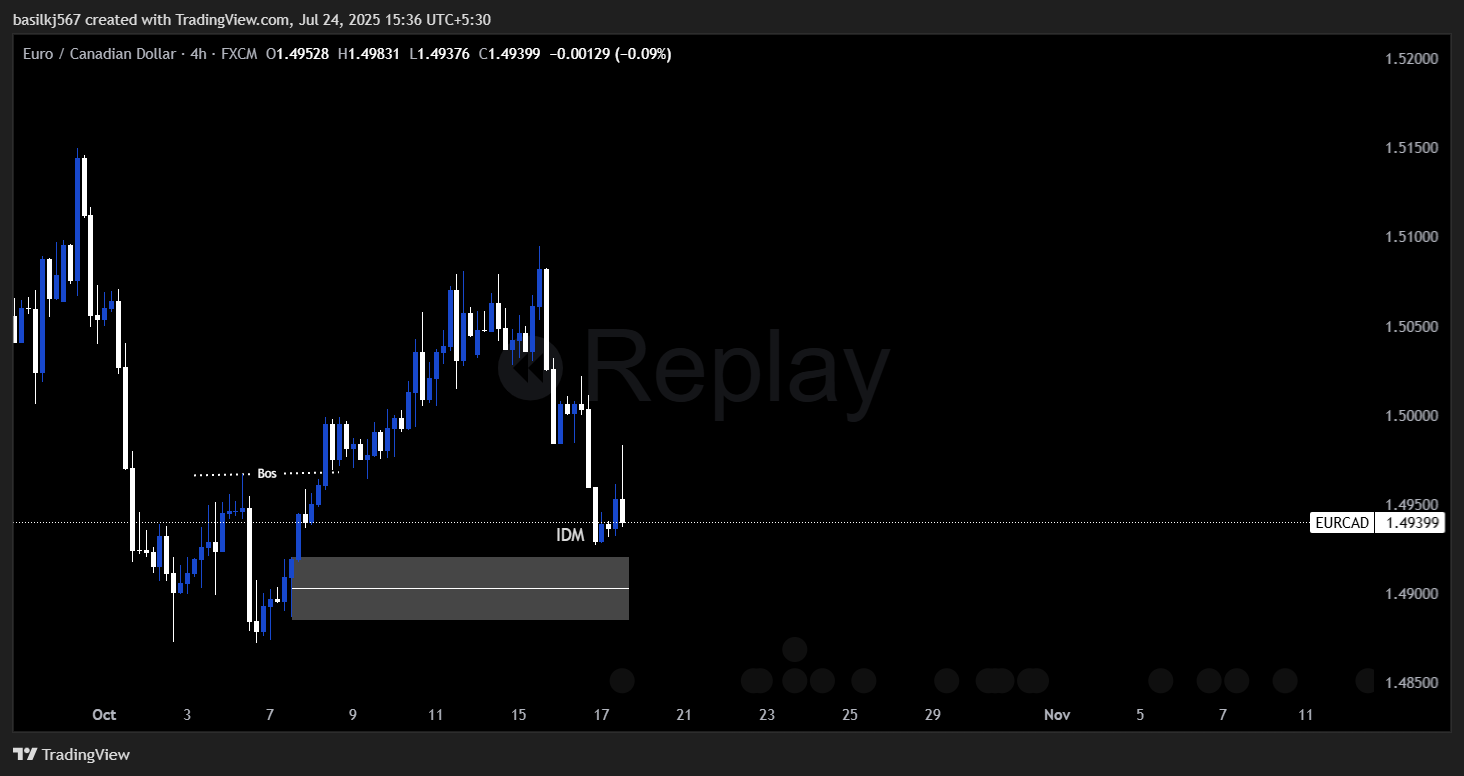 basilkj567 created with TradingView.com, Jul 24, 2025 15:36 UTC+5:30
Euro / Canadian Dollar · 4h · FXCM O1.49528 H1.49831 L1.49376 C1.49399 −0.00129 (−0.09%)
1.52000
1.51500
1.51000
1.50500
Replay
1.50000
Bos
1.49500
EURCAD 1.49399
IDM
1.49000
1.48500
Oct 3 7 9 11 15 17 21 23 25 29 Nov 5 7 11
TradingView